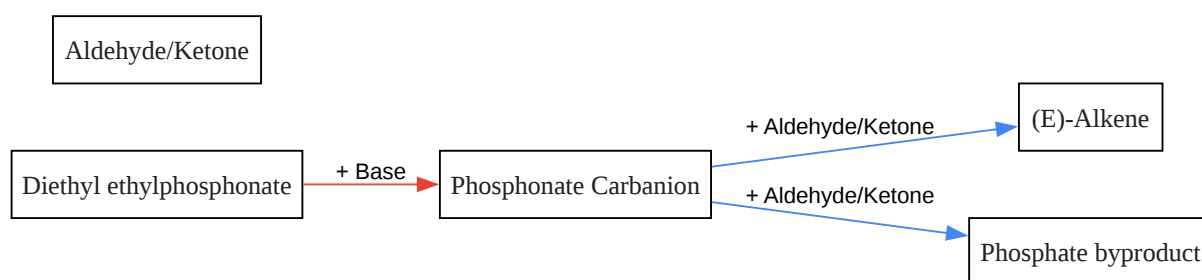 Aldehyde/Ketone
Diethyl ethylphosphonate
+ Base
Phosphonate Carbanion
+ Aldehyde/Ketone
(E)-Alkene
+ Aldehyde/Ketone
Phosphate byproduct